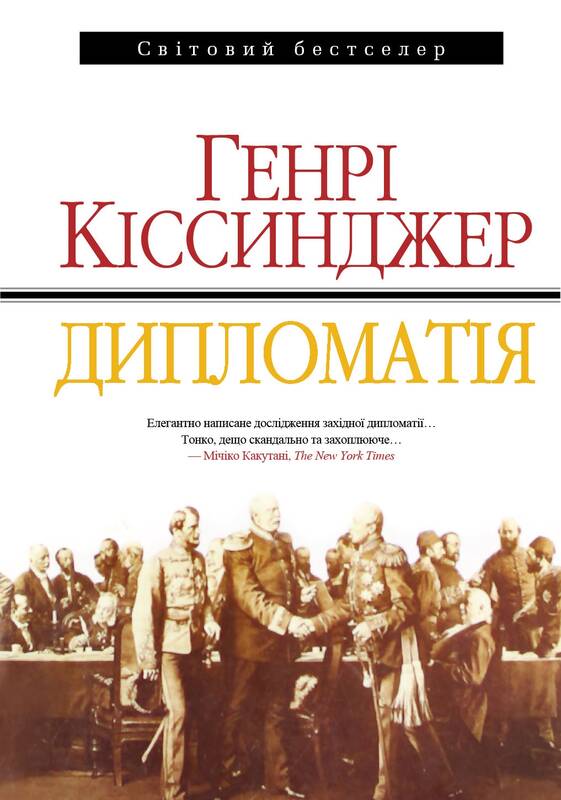 Світовий бестселер
ГЕНРІ
КІССИНДЖЕР
ДИПЛОМАТІЯ
Елегантно написане дослідження західної дипломатії…
Тонко, дещо скандально та захоплююче…
— Мічіко Какутані, The New York Times